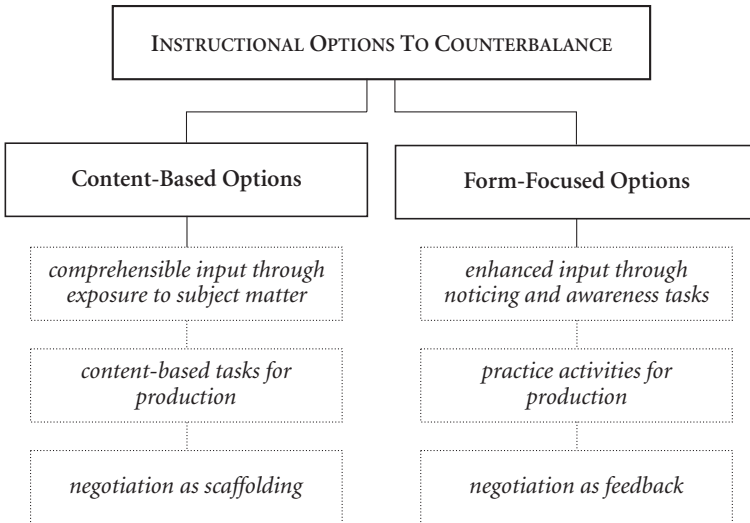 INSTRUCTIONAL OPTIONS TO COUNTERBALANCE
Content-Based Options
comprehensible input through
exposure to subject matter
content-based tasks for
production
negotiation as scaffolding
Form-Focused Options
enhanced input through
noticing and awareness tasks
practice activities for
production
negotiation as feedback